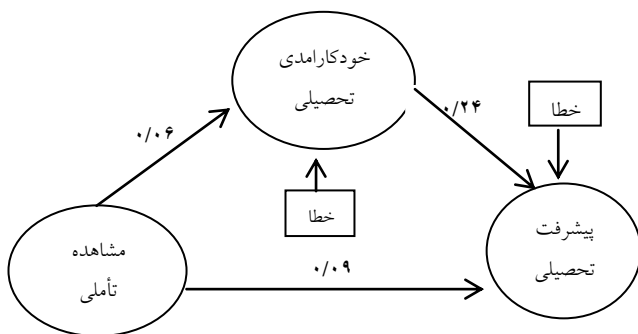 خودکارامدی
تحصیلی
خطا
۰/۲۴
۰/۰۶
خطا
پیشرفت
تحصیلی
مشاهده
تأملی
۰/۰۹